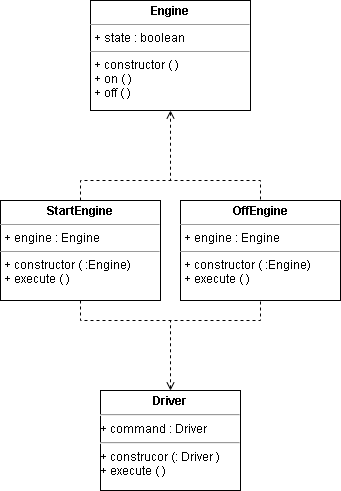 Engine
+ state : boolean
+ constructor ( )
+ on ( )
+ off ( )
StartEngine
+ engine : Engine
+ constructor ( :Engine)
+ execute ( )
OffEngine
+ engine : Engine
+ constructor ( :Engine)
+ execute ( )
Driver
+ command : Driver
+ construcor (: Driver )
+ execute ( )